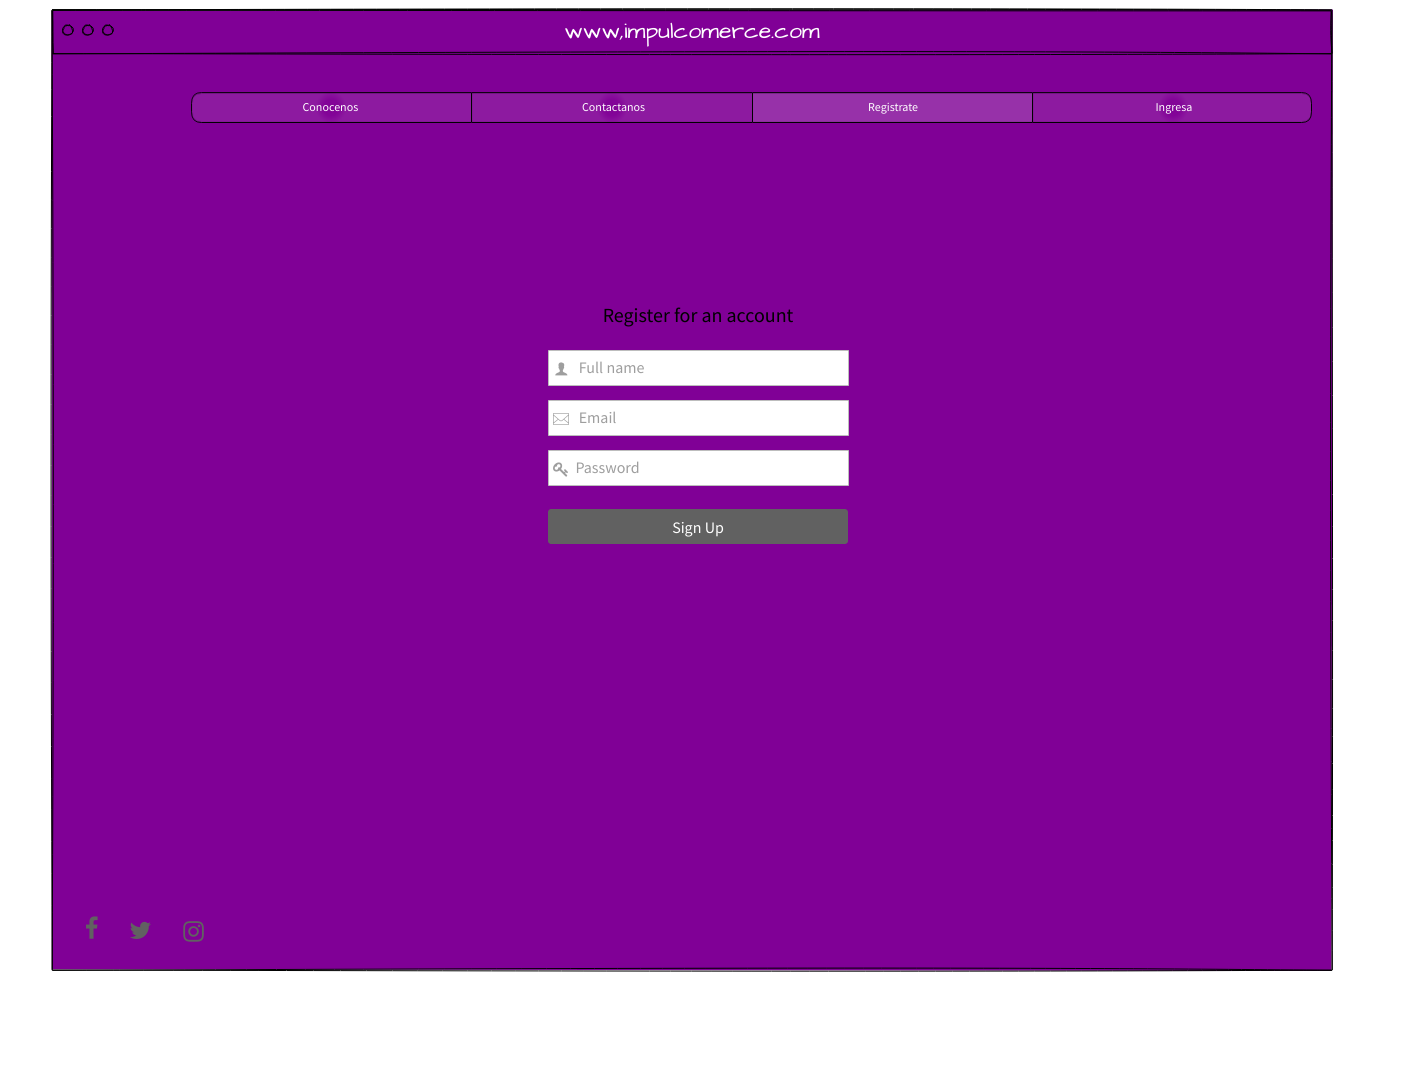 www,impulcomerce.com
Conocenos
Contactanos
Registrate
Ingresa
Register for an account
Full name
Email
Password
Sign Up